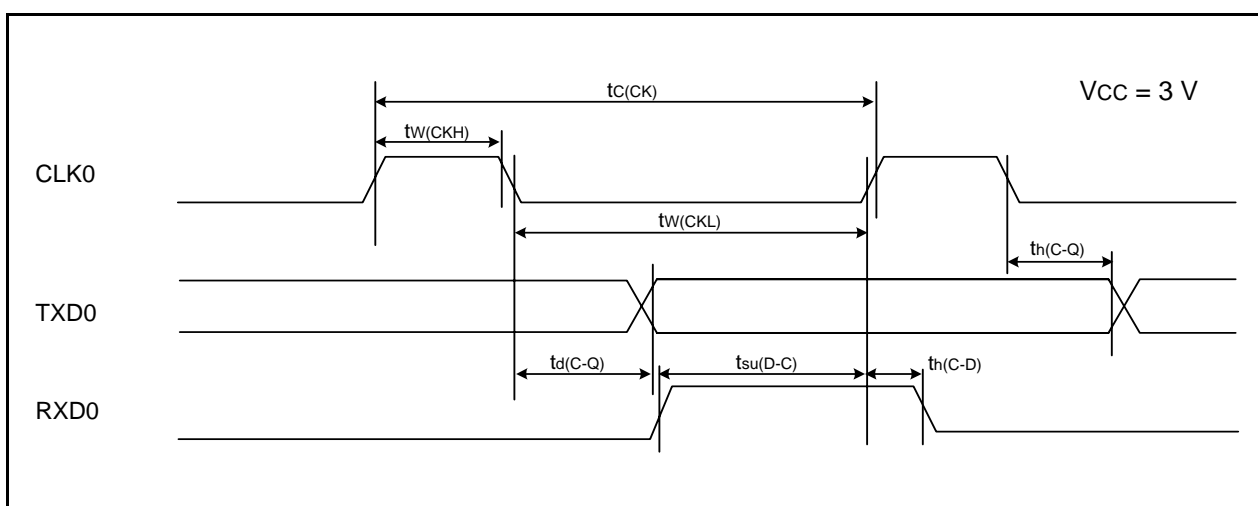 tC(CK)
VCC = 3 V
tW(CKH)
CLK0
tW(CKL)
th(C-Q)
TXD0
td(C-Q)
tsu(D-C)
th(C-D)
RXD0